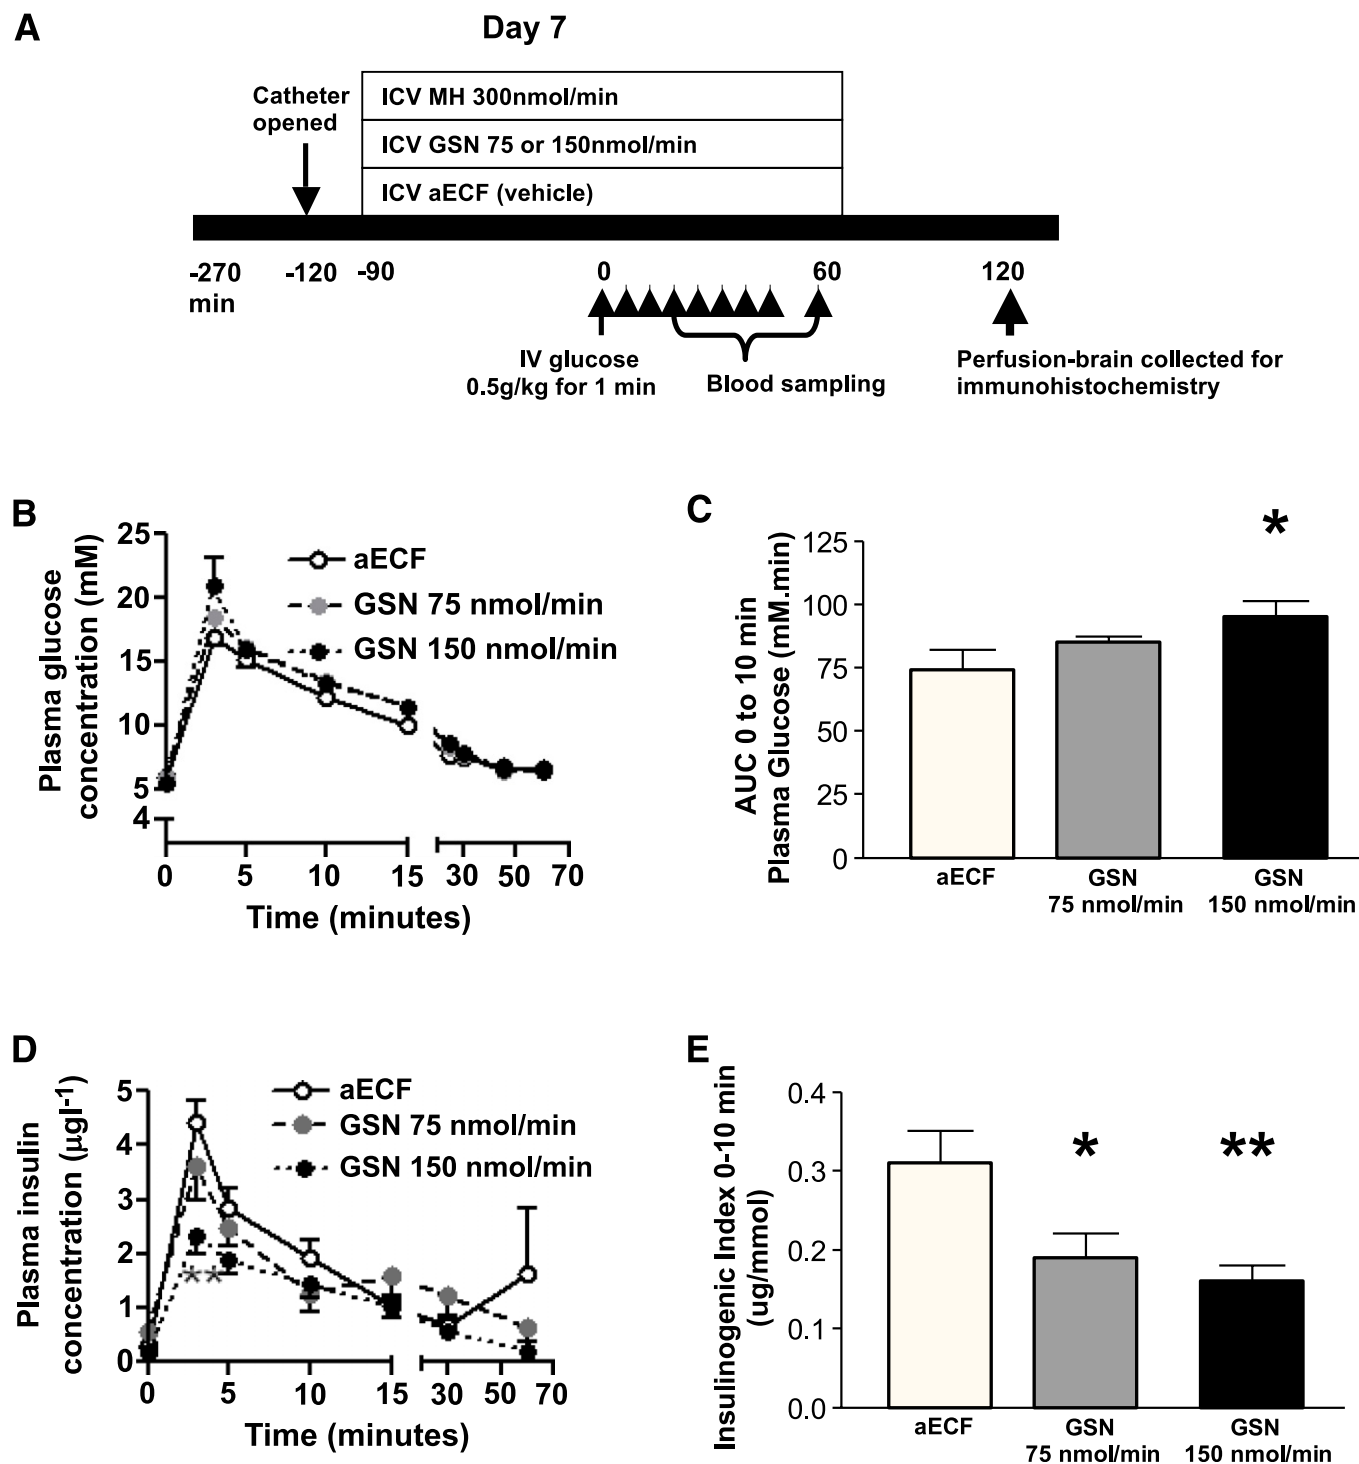 A
Day 7
Catheter
opened
ICV MH 300nmol/min
ICV GSN 75 or 150nmol/min
ICV aECF (vehicle)
-270
min
-120
-90
0
60
120
IV glucose
0.5g/kg for 1 min
Blood sampling
Perfusion-brain collected for
immunohistochemistry
B
Plasma glucose
concentration (mM)
25
20
15
10
5
4
aECF
GSN 75 nmol/min
GSN 150 nmol/min
0 5 10 15 30 50 70
Time (minutes)
C
AUC 0 to 10 min
Plasma Glucose (mM.min)
125
100
75
50
25
0
*
aECF
GSN
75 nmol/min
GSN
150 nmol/min
D
Plasma insulin
concentration (µgl-1)
5
4
3
2
1
0
aECF
GSN 75 nmol/min
GSN 150 nmol/min
**
0 5 10 15 30 50 70
Time (minutes)
E
Insulinogenic Index 0-10 min
(ug/mmol)
0.4
0.3
0.2
0.1
0.0
*
**
aECF
GSN
75 nmol/min
GSN
150 nmol/min